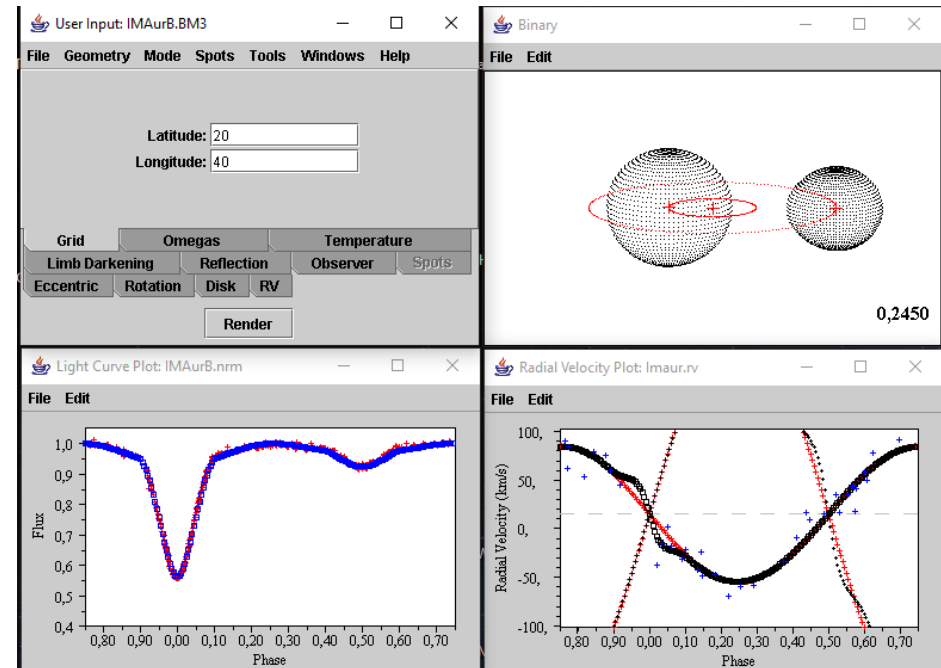 User Input: IMAurB.BM3
File Geometry Mode Spots Tools Windows Help
Latitude: 20
Longitude: 40
Grid Omegas Temperature
Limb Darkening Reflection Observer Spots
Eccentric Rotation Disk RV
Render
Binary
File Edit
0,2450
Light Curve Plot: IMAurB.nrm
File Edit
Flux
1,0
0,9
0,8
0,7
0,6
0,5
0,4
0,80 0,90 0,00 0,10 0,20 0,30 0,40 0,50 0,60 0,70
Phase
Radial Velocity Plot: Imaur.rv
File Edit
Radial Velocity (km/s)
100,
50,
0,
-50,
-100,
0,80 0,90 0,00 0,10 0,20 0,30 0,40 0,50 0,60 0,70
Phase